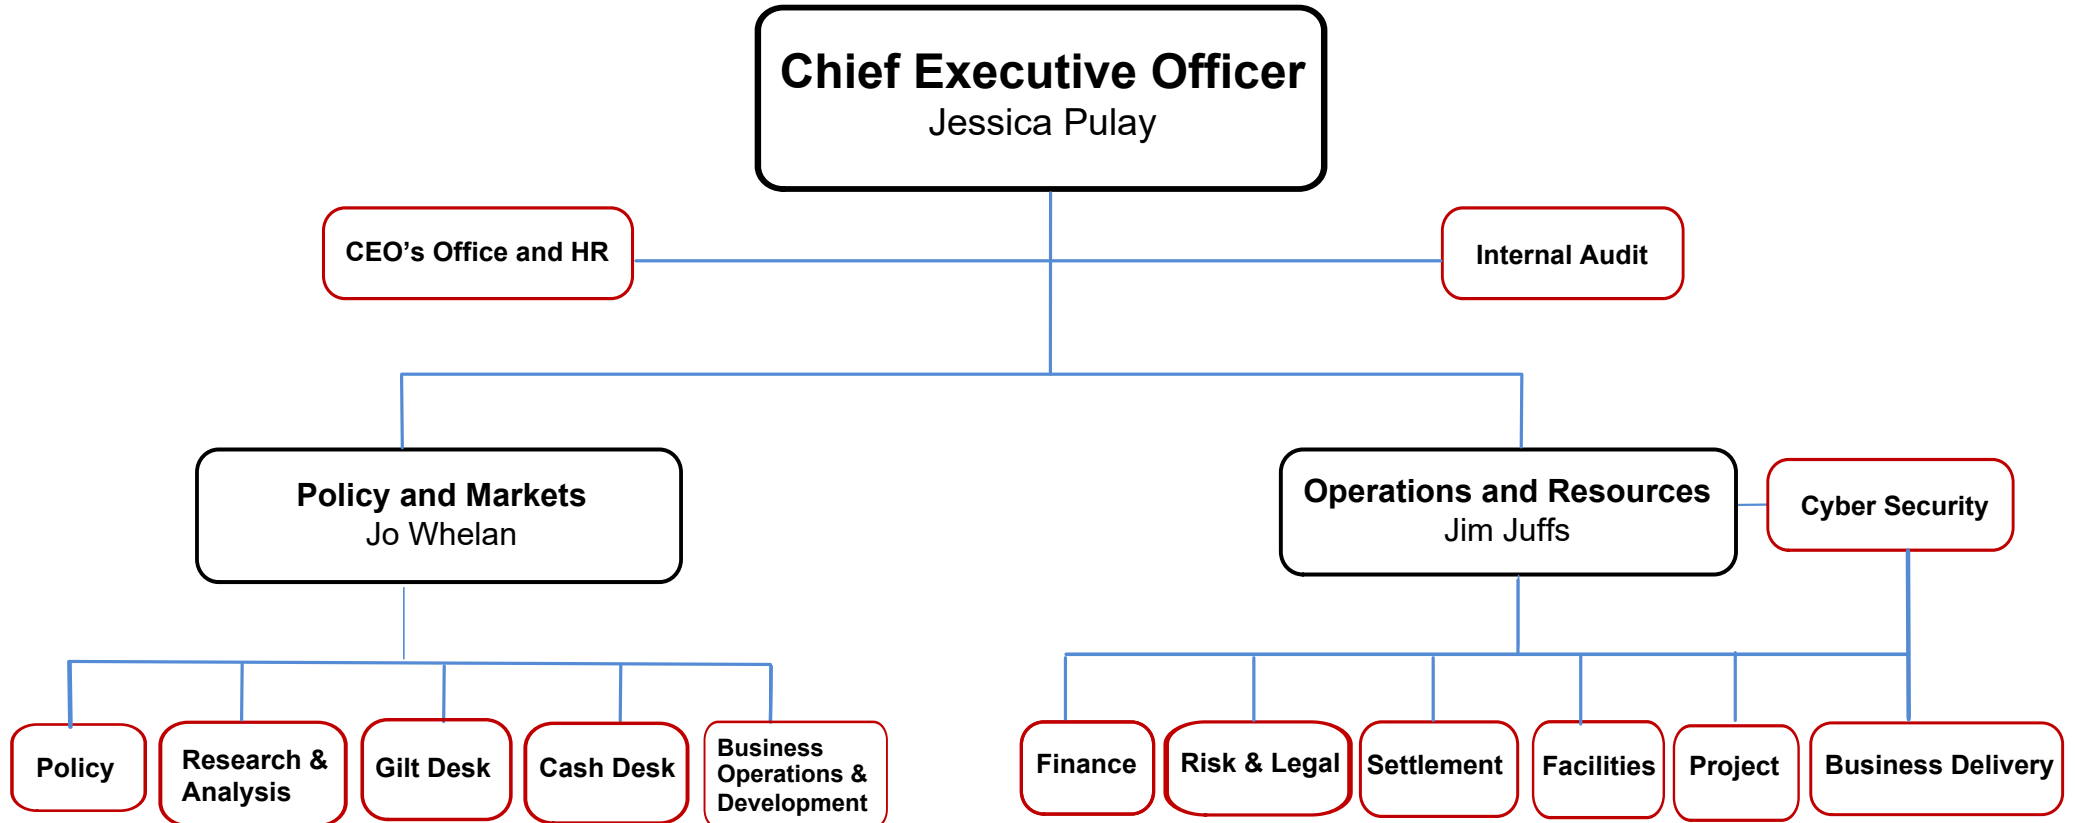 Chief Executive Officer
Jessica Pulay
CEO’s Office and HR
Internal Audit
Policy and Markets
Jo Whelan
Operations and Resources
Jim Juffs
Cyber Security
Policy
Research &
Analysis
Gilt Desk
Cash Desk
Business
Operations &
Development
Finance
Risk & Legal
Settlement
Facilities
Project
Business Delivery